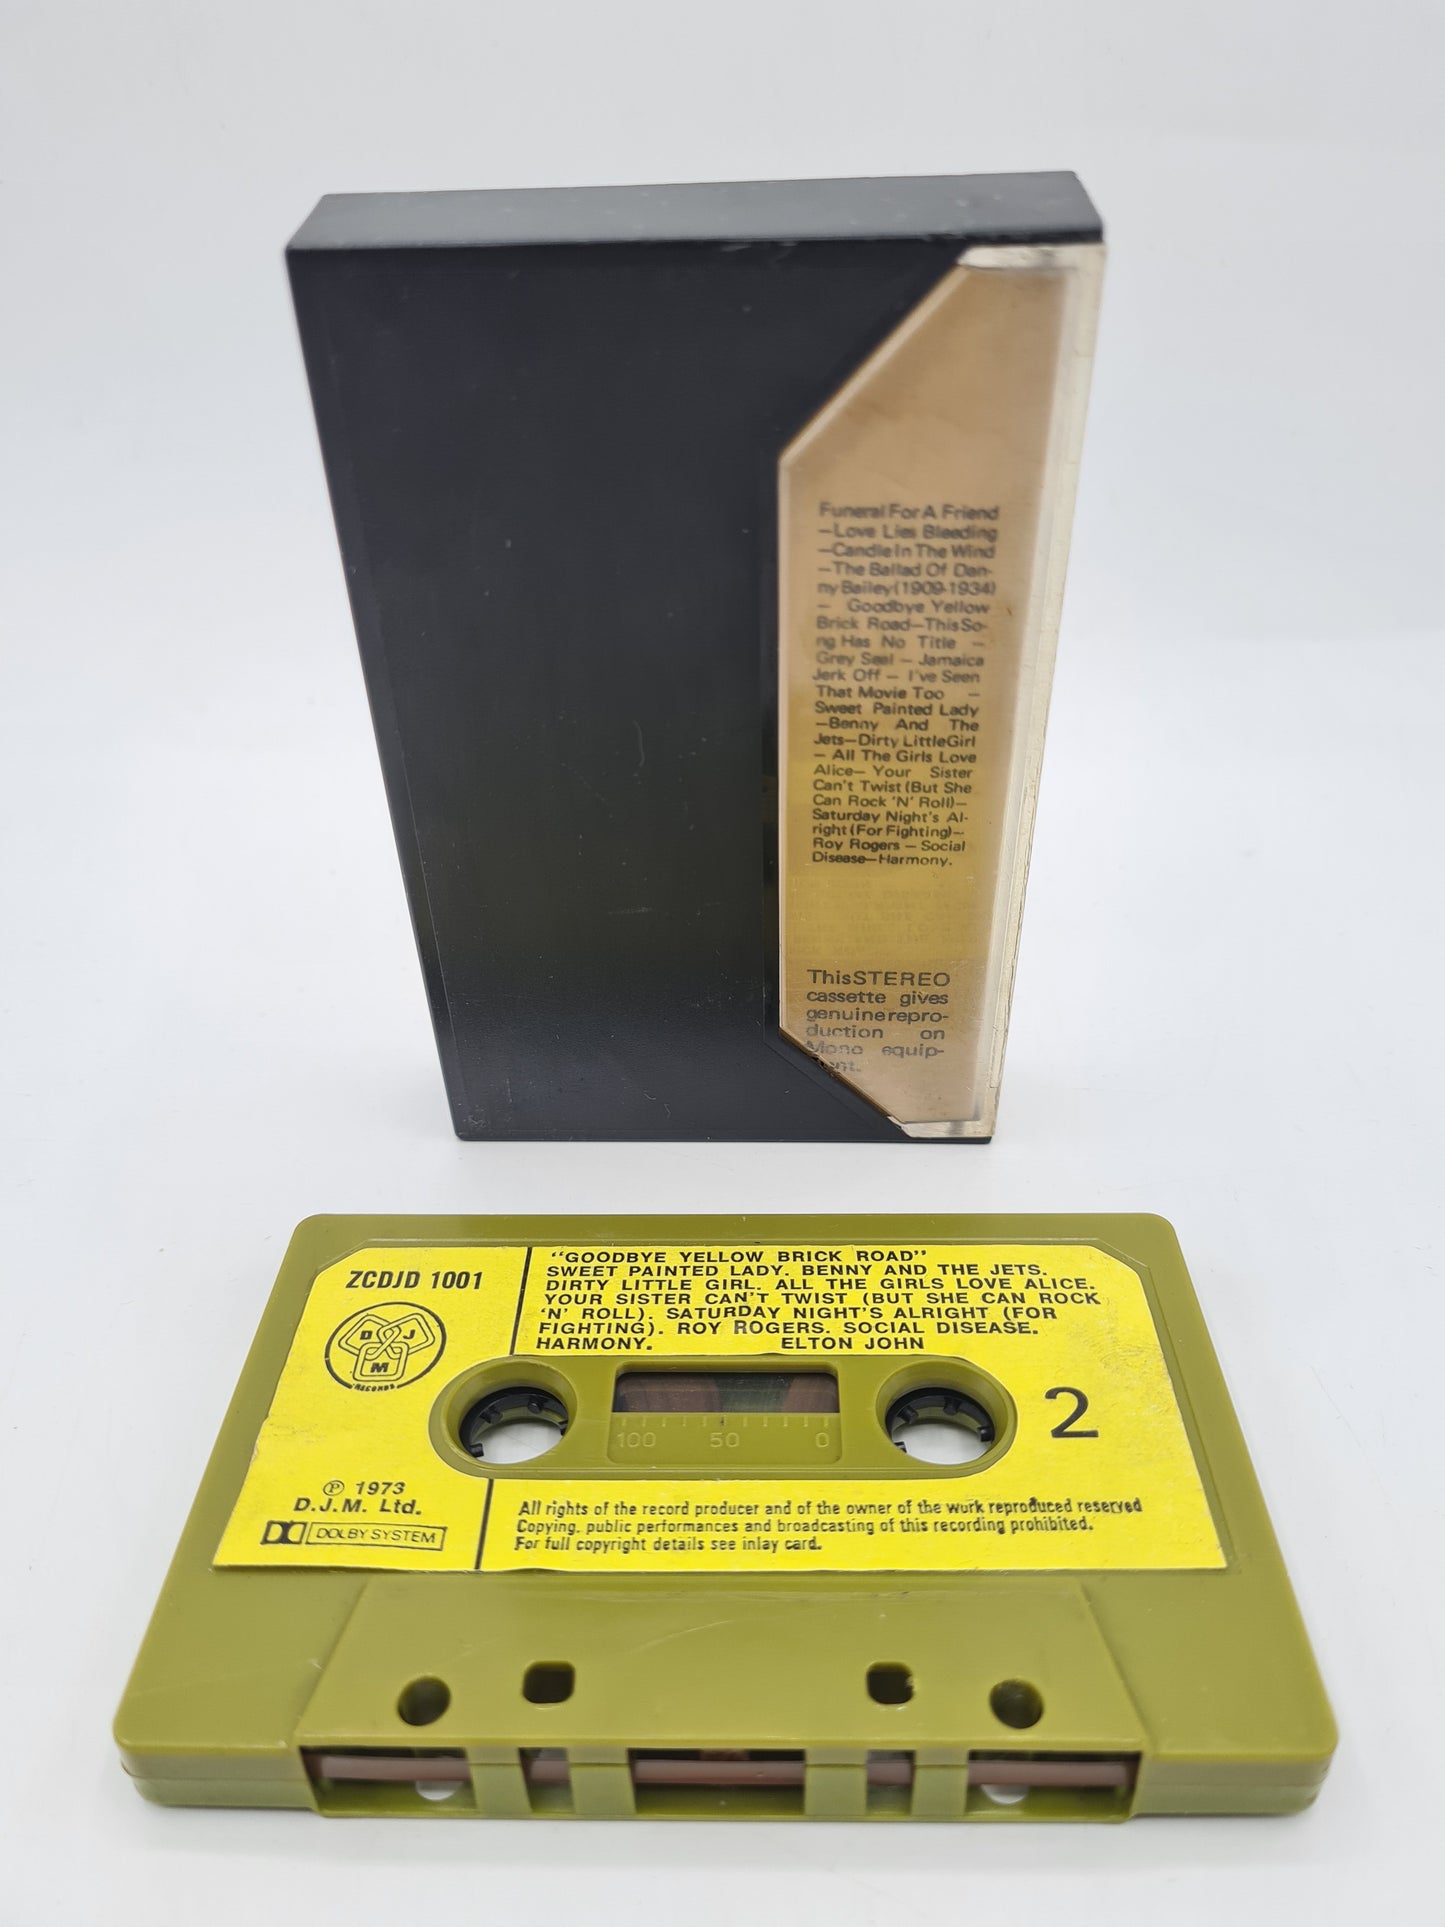 Funeral For A Friend
—Love Lies Bleeding
—Candle In The Wind
—The Ballad Of Dan-
ny Bailey (1909-1934)
— Goodbye Yellow
Brick Road—This So-
ng Has No Title —
Grey Seal — Jamaica
Jerk Off — I've Seen
That Movie Too —
Sweet Painted Lady
—Benny And The
Jets—Dirty Little Girl
— All The Girls Love
Alice— Your Sister
Can't Twist (But She
Can Rock 'N' Roll)—
Saturday Night's Al-
right (For Fighting)—
Roy Rogers — Social
Disease—Harmony.
This STEREO
cassette gives
genuine repro-
duction on
Mono equip-
ZCDJD 1001
D J
M
RECORDS
"GOODBYE YELLOW BRICK ROAD"
SWEET PAINTED LADY. BENNY AND THE JETS.
DIRTY LITTLE GIRL. ALL THE GIRLS LOVE ALICE.
YOUR SISTER CAN'T TWIST (BUT SHE CAN ROCK
'N' ROLL). SATURDAY NIGHT'S ALRIGHT (FOR
FIGHTING). ROY ROGERS. SOCIAL DISEASE.
HARMONY. ELTON JOHN
100 50 0
2
℗ 1973
D.J.M. Ltd.
DOLBY SYSTEM
All rights of the record producer and of the owner of the work reproduced reserved
Copying, public performances and broadcasting of this recording prohibited.
For full copyright details see inlay card.